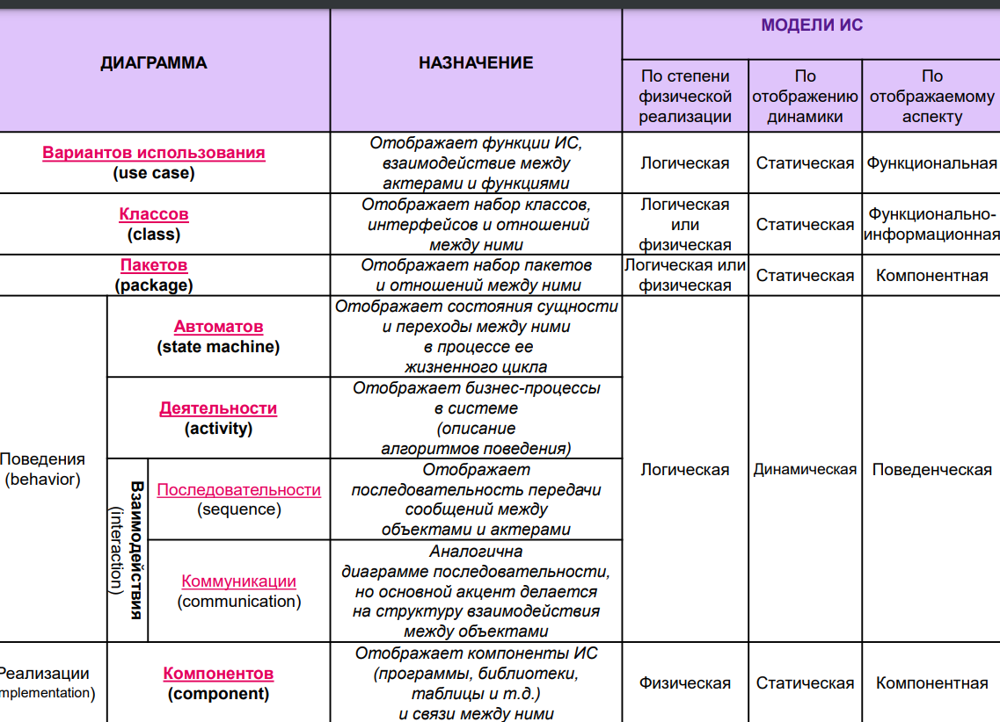 ДИАГРАММА
НАЗНАЧЕНИЕ
МОДЕЛИ ИС
По степени
физической
реализации
По
отображению
динамики
По
отображаемому
аспекту
Вариантов использования
(use case)
Отображает функции ИС,
взаимодействие между
актерами и функциями
Логическая
Статическая
Функциональная
Классов
(class)
Отображает набор классов,
интерфейсов и отношений
между ними
Логическая
или
физическая
Статическая
Функционально-
информационная
Пакетов
(package)
Отображает набор пакетов
и отношений между ними
Логическая или
физическая
Статическая
Компонентная
Поведения
(behavior)
Автоматов
(state machine)
Отображает состояния сущности
и переходы между ними
в процессе ее
жизненного цикла
Деятельности
(activity)
Отображает бизнес-процессы
в системе
(описание
алгоритмов поведения)
Взаимодействия
(interaction)
Последовательности
(sequence)
Отображает
последовательность передачи
сообщений между
объектами и актерами
Коммуникации
(communication)
Аналогична
диаграмме последовательности,
но основной акцент делается
на структуру взаимодействия
между объектами
Логическая
Динамическая
Поведенческая
Реализации
mplementation)
Компонентов
(component)
Отображает компоненты ИС
(программы, библиотеки,
таблицы и т.д.)
и связи между ними
Физическая
Статическая
Компонентная